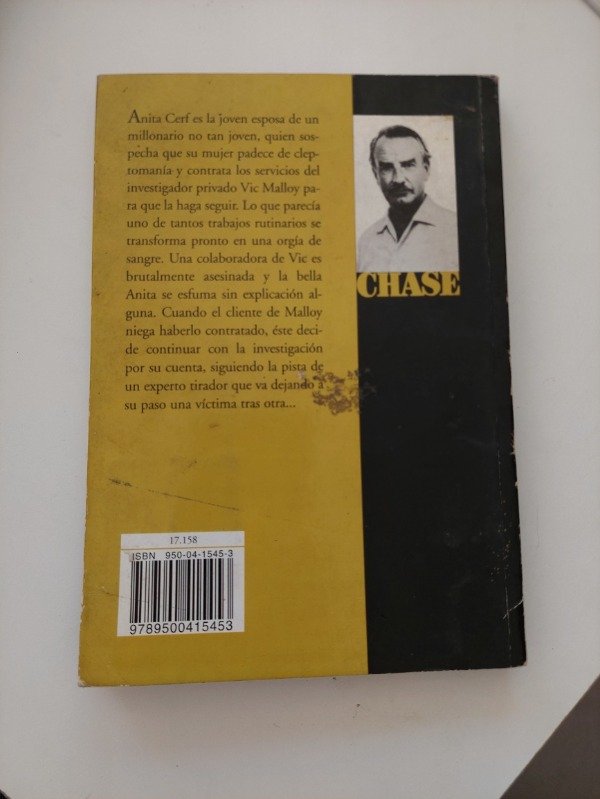 Anita Cerf es la joven esposa de un
millonario no tan joven, quien sos-
pecha que su mujer padece de clep-
tomanía y contrata los servicios del
investigador privado Vic Malloy pa-
ra que la haga seguir. Lo que parecía
uno de tantos trabajos rutinarios se
transforma pronto en una orgía de
sangre. Una colaboradora de Vic es
brutalmente asesinada y la bella
Anita se esfuma sin explicación al-
guna. Cuando el cliente de Malloy
niega haberlo contratado, éste deci-
de continuar con la investigación
por su cuenta, siguiendo la pista de
un experto tirador que va dejando a
su paso una víctima tras otra...
CHASE
17.158
ISBN 950-04-1545-3
9789500415453